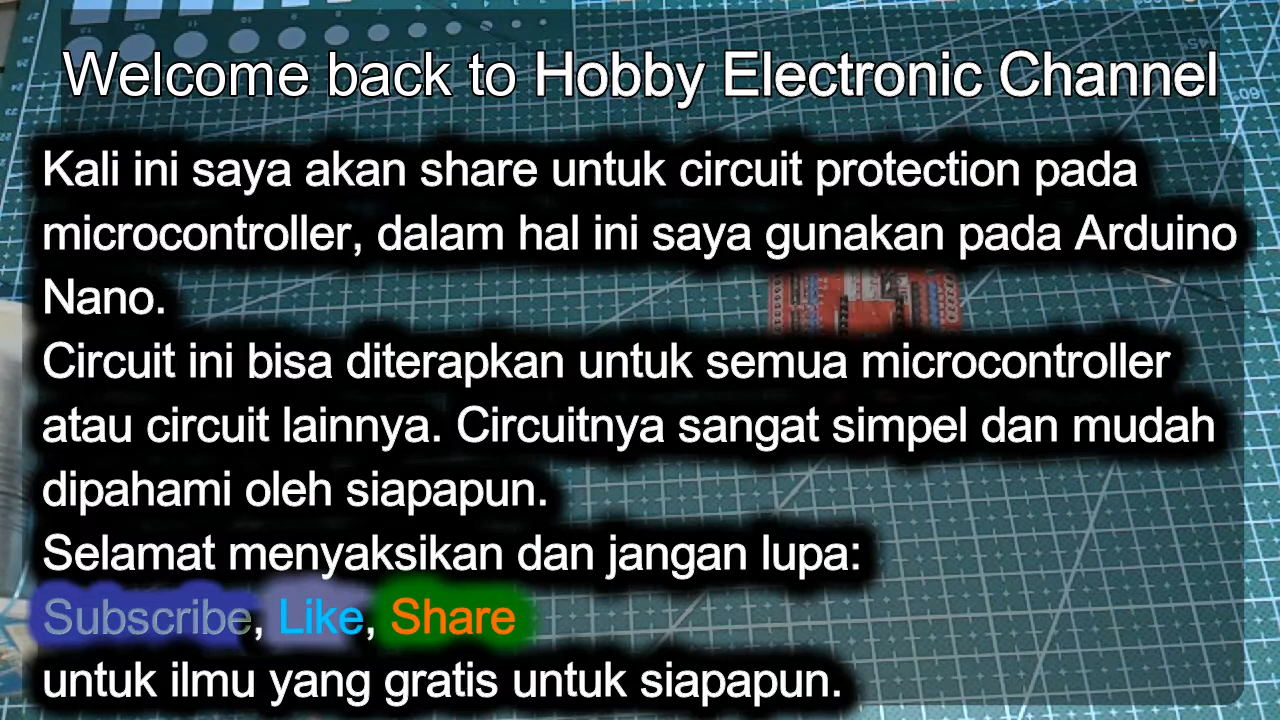 Welcome back to Hobby Electronic Channel
Kali ini saya akan share untuk circuit protection pada
microcontroller, dalam hal ini saya gunakan pada Arduino
Nano.
Circuit ini bisa diterapkan untuk semua microcontroller
atau circuit lainnya. Circuitnya sangat simpel dan mudah
dipahami oleh siapapun.
Selamat menyaksikan dan jangan lupa:
Subscribe, Like, Share
untuk ilmu yang gratis untuk siapapun.